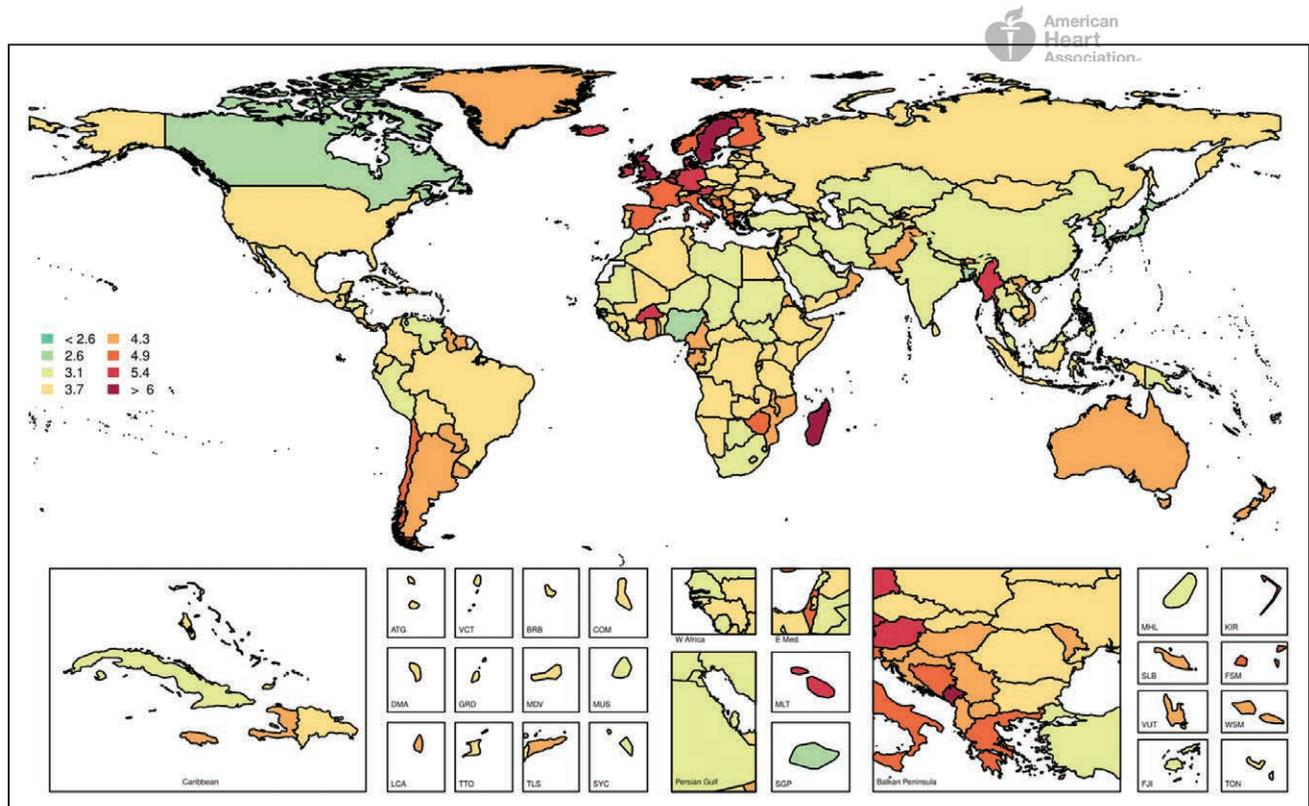 American
Heart
Association®
< 2.6 4.3
2.6 4.9
3.1 5.4
3.7 > 6
Caribbean
ATG VCT BRB COM
DMA GRD MDV MUS
LCA TTO TLS SYC
W Africa E Med.
Persian Gulf MLT
SGP
Balkan Peninsula
MHL KIR
SLB FSM
VUT WSM
FJI TON